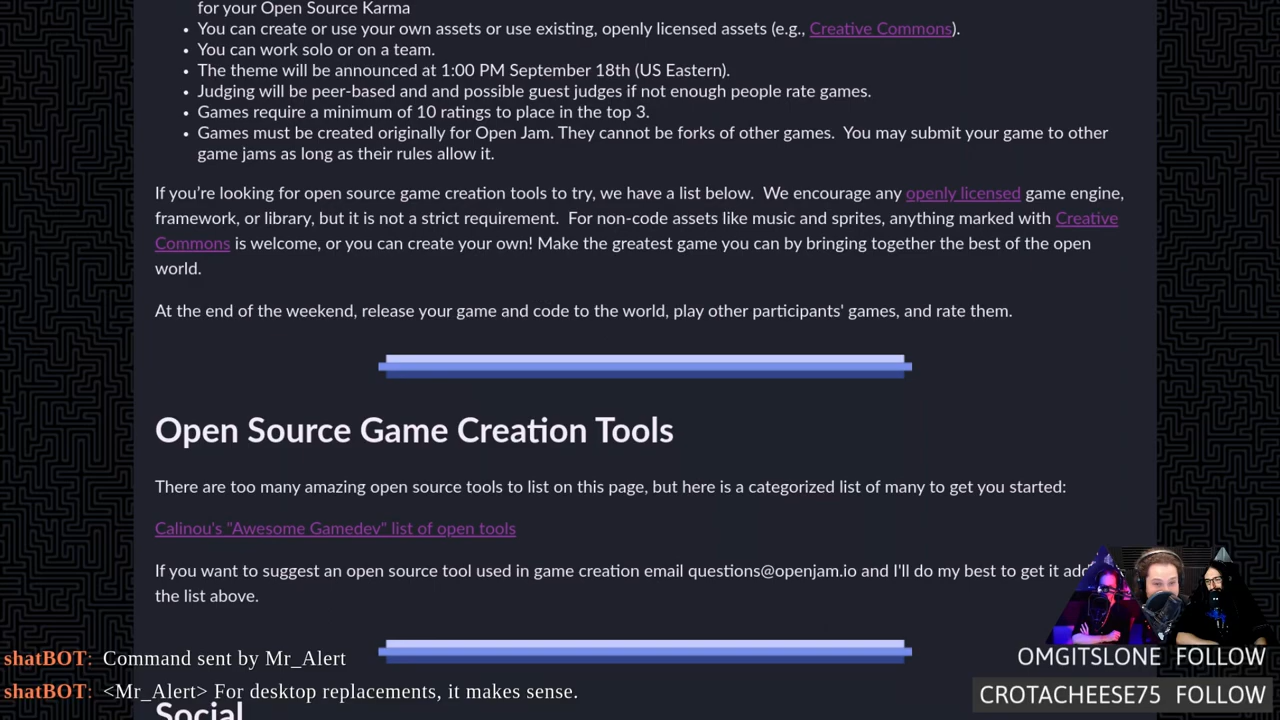 for your Open Source Karma
• You can create or use your own assets or use existing, openly licensed assets (e.g., Creative Commons).
• You can work solo or on a team.
• The theme will be announced at 1:00 PM September 18th (US Eastern).
• Judging will be peer-based and and possible guest judges if not enough people rate games.
• Games require a minimum of 10 ratings to place in the top 3.
• Games must be created originally for Open Jam. They cannot be forks of other games. You may submit your game to other
game jams as long as their rules allow it.
If you're looking for open source game creation tools to try, we have a list below. We encourage any openly licensed game engine,
framework, or library, but it is not a strict requirement. For non-code assets like music and sprites, anything marked with Creative
Commons is welcome, or you can create your own! Make the greatest game you can by bringing together the best of the open
world.
At the end of the weekend, release your game and code to the world, play other participants' games, and rate them.
Open Source Game Creation Tools
There are too many amazing open source tools to list on this page, but here is a categorized list of many to get you started:
Calinou's "Awesome Gamedev" list of open tools
If you want to suggest an open source tool used in game creation email questions@openjam.io and I'll do my best to get it
the list above.
shatBOT: Command sent by Mr_Alert
shatBOT: <Mr_Alert> For desktop replacements, it makes sense.
Social
OMGITSLONE FOLLOW
CROTACHEESE75 FOLLOW